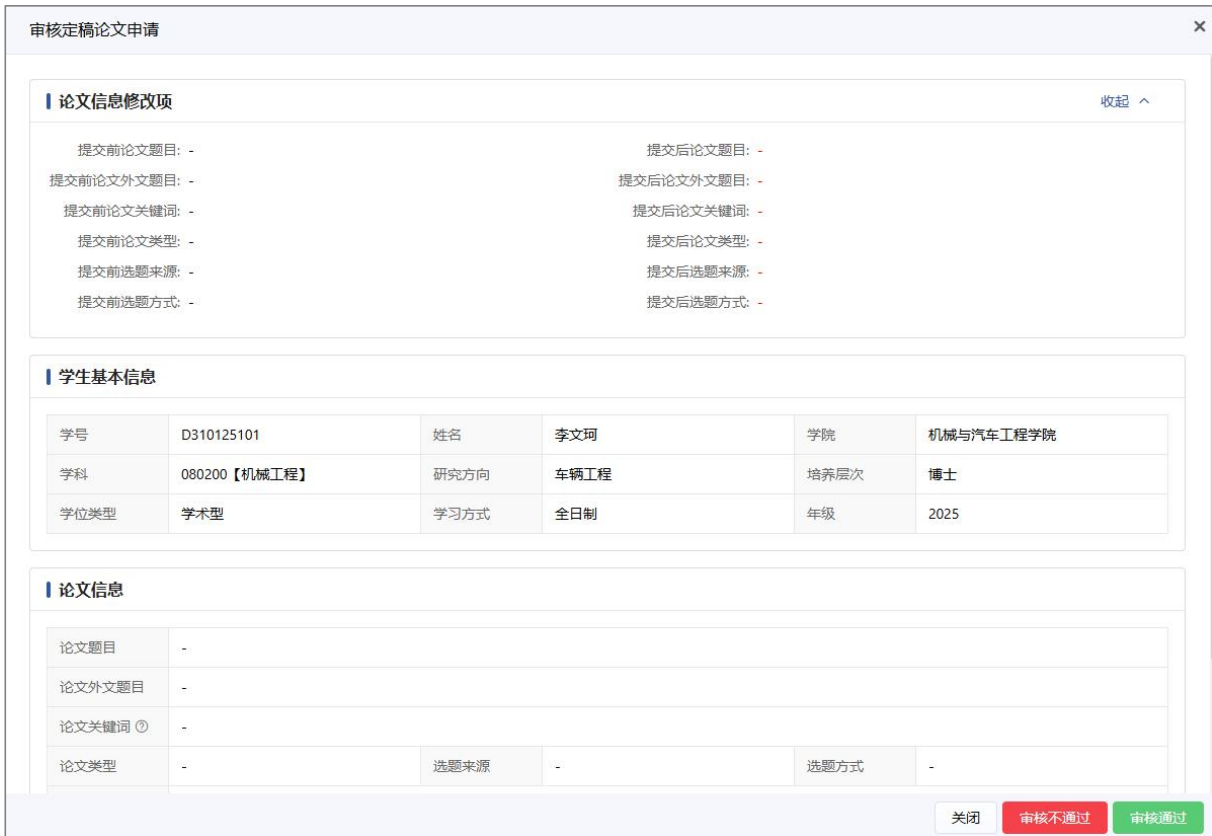 审核定稿论文申请
论文信息修改项 收起
提交前论文题目: - 提交后论文题目: -
提交前论文外文题目: - 提交后论文外文题目: -
提交前论文关键词: - 提交后论文关键词: -
提交前论文类型: - 提交后论文类型: -
提交前选题来源: - 提交后选题来源: -
提交前选题方式: - 提交后选题方式: -
学生基本信息
学号 D310125101 姓名 李文珂 学院 机械与汽车工程学院
学科 080200【机械工程】 研究方向 车辆工程 培养层次 博士
学位类型 学术型 学习方式 全日制 年级 2025
论文信息
论文题目 -
论文外文题目 -
论文关键词 -
论文类型 - 选题来源 - 选题方式 -
关闭 审核不通过 审核通过